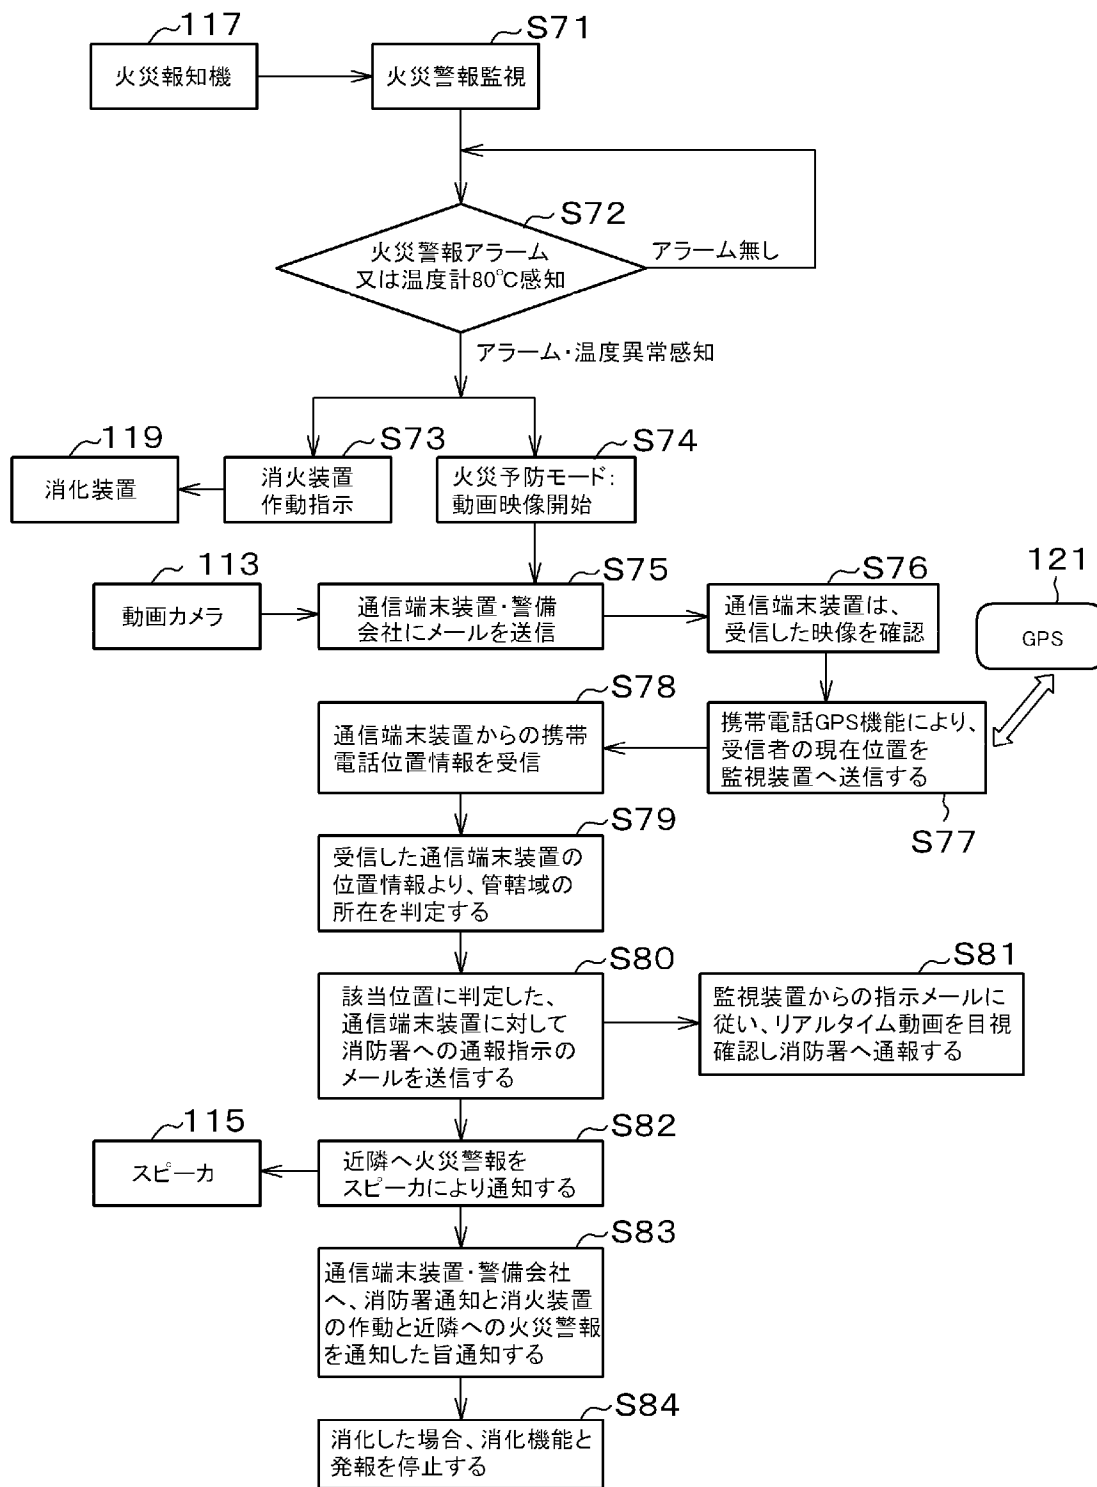 117
火災報知機
S71
火災警報監視
S72
火災警報アラーム
又は温度計80℃感知
アラーム無し
アラーム・温度異常感知
119
消化装置
S73
消火装置
作動指示
S74
火災予防モード:
動画映像開始
113
動画カメラ
S75
通信端末装置・警備
会社にメールを送信
S76
通信端末装置は、
受信した映像を確認
121
GPS
S78
通信端末装置からの携帯
電話位置情報を受信
携帯電話GPS機能により、
受信者の現在位置を
監視装置へ送信する
S77
S79
受信した通信端末装置の
位置情報より、管轄域の
所在を判定する
S80
該当位置に判定した、
通信端末装置に対して
消防署への通報指示の
メールを送信する
S81
監視装置からの指示メールに
従い、リアルタイム動画を目視
確認し消防署へ通報する
115
スピーカ
S82
近隣へ火災警報を
スピーカにより通知する
S83
通信端末装置・警備会社
へ、消防署通知と消火装置
の作動と近隣への火災警報
を通知した旨通知する
S84
消化した場合、消化機能と
発報を停止する